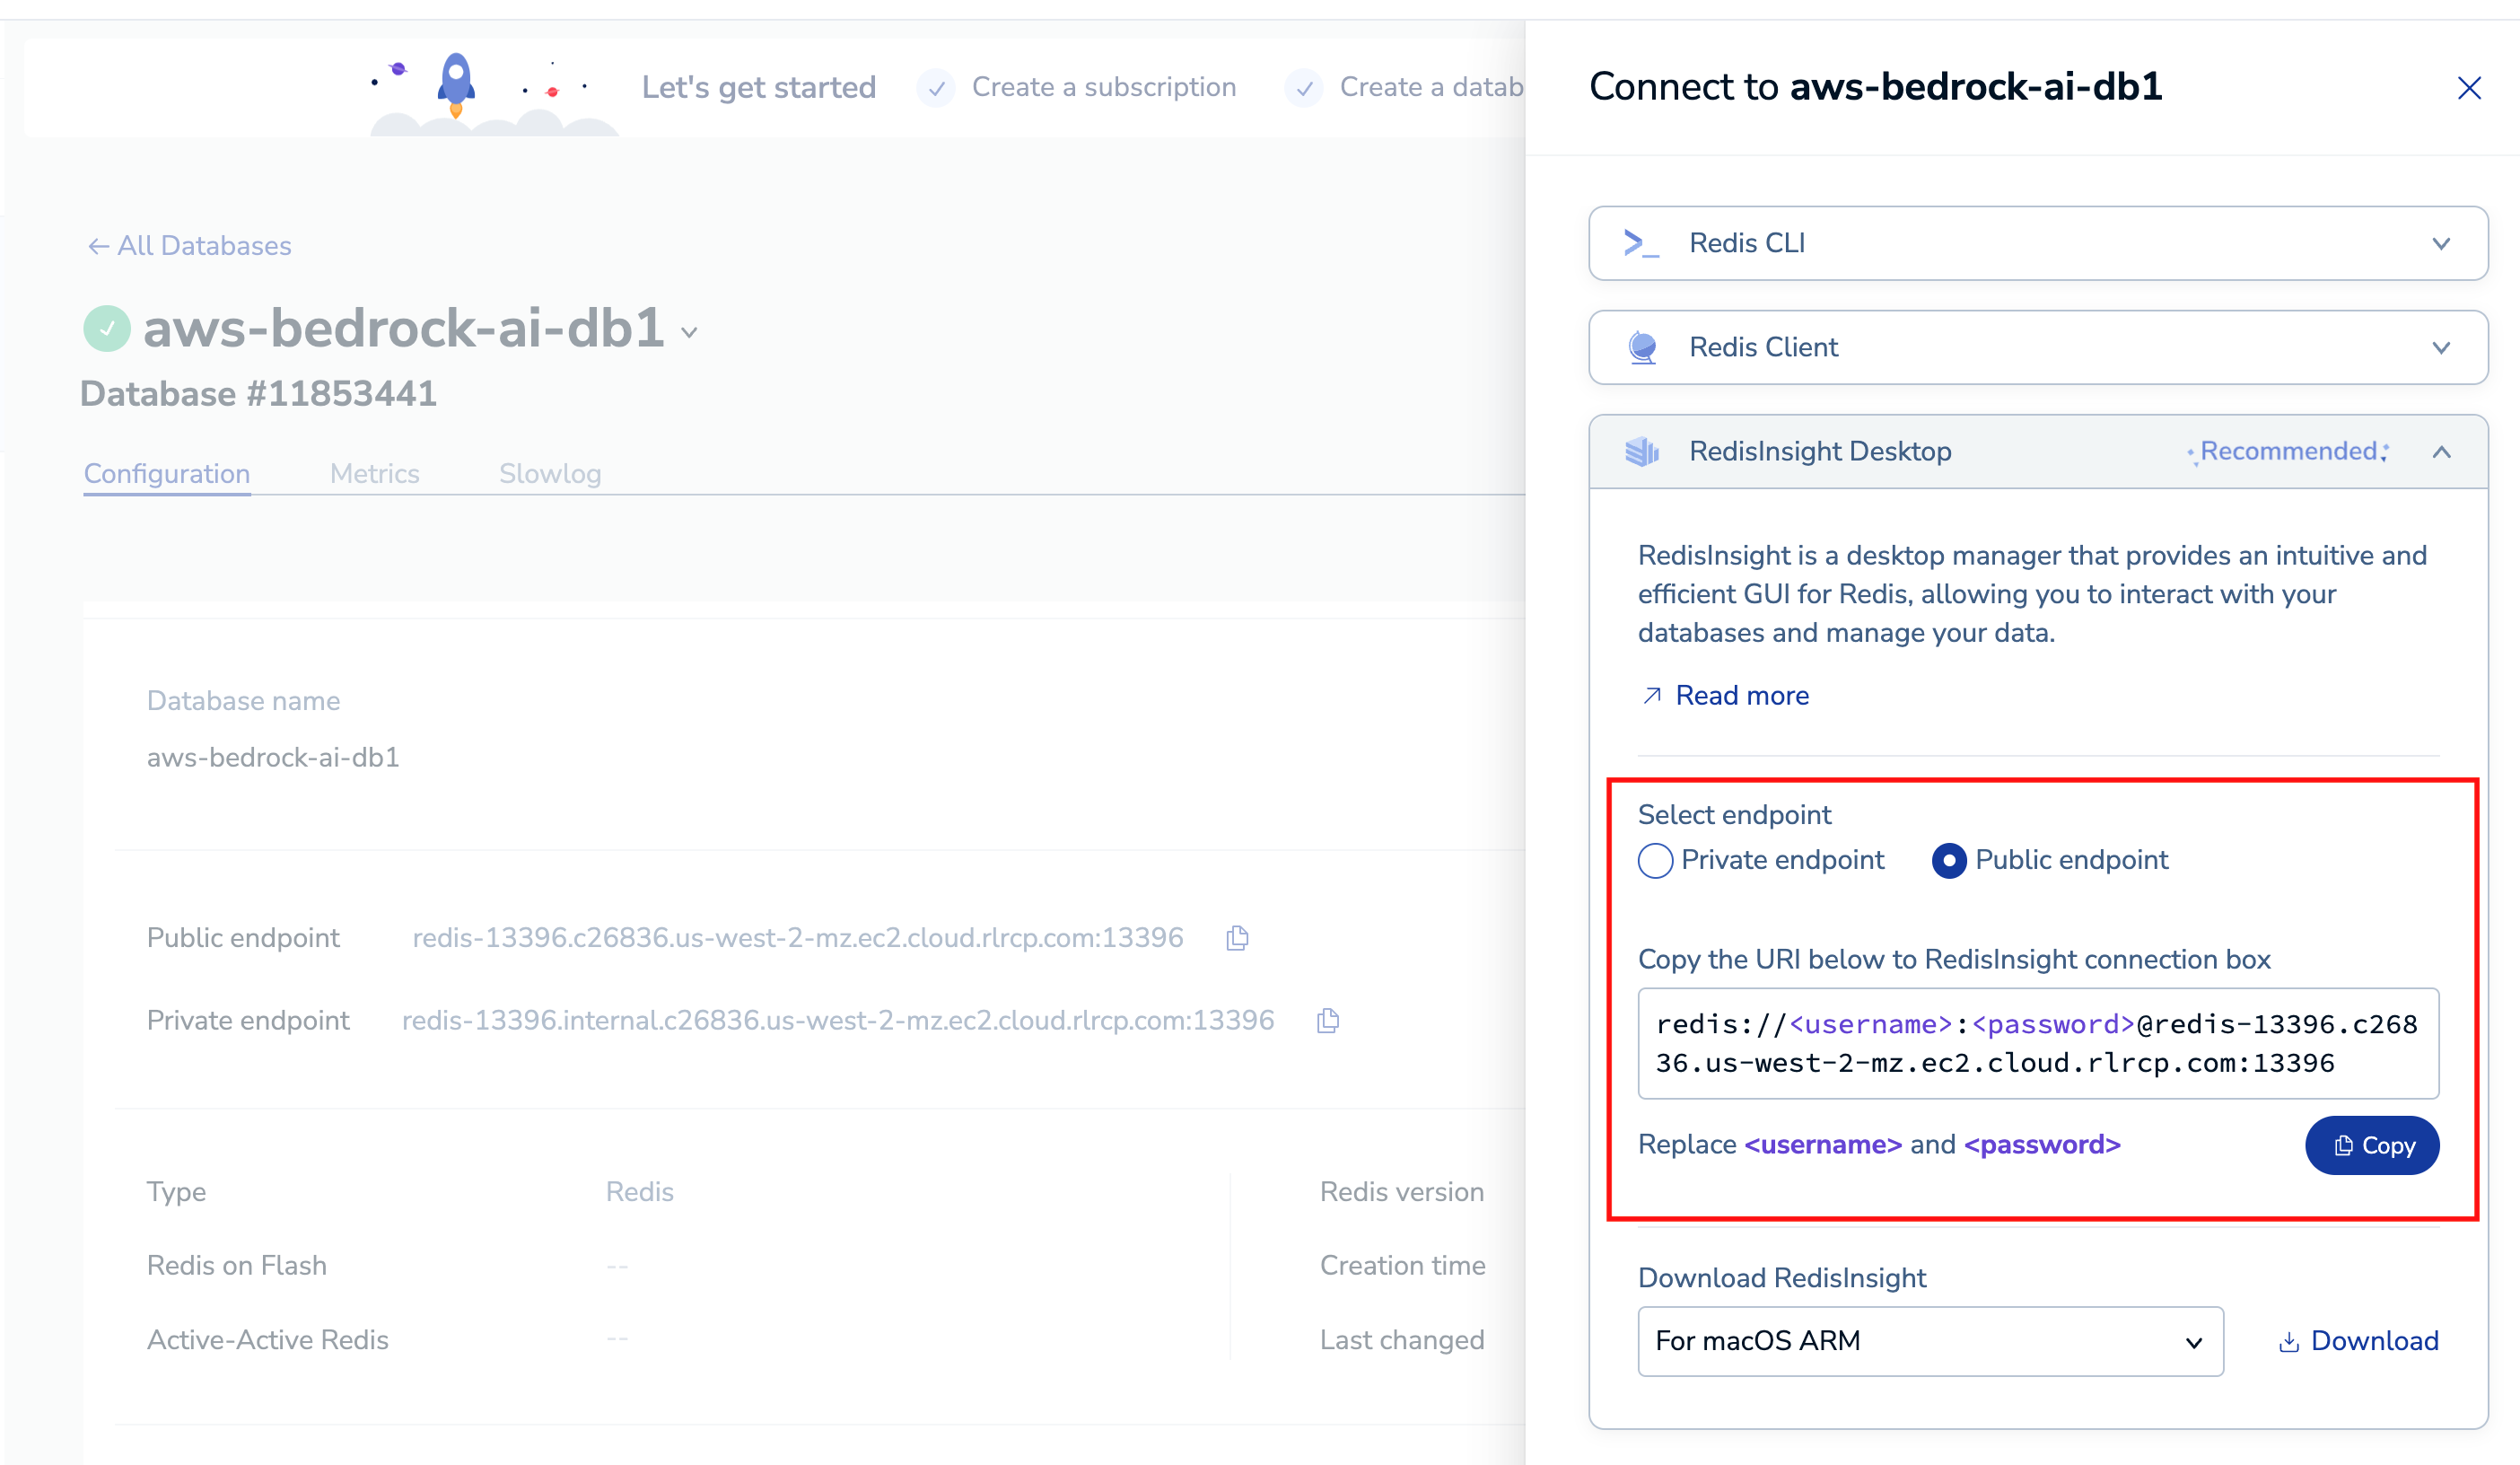 Let's get started
Create a subscription
Create a datab
All Databases
aws-bedrock-ai-db1
Database #11853441
Configuration
Metrics
Slowlog
Database name
aws-bedrock-ai-db1
Public endpoint
redis-13396.c26836.us-west-2-mz.ec2.cloud.rlrcp.com:13396
Private endpoint
redis-13396.internal.c26836.us-west-2-mz.ec2.cloud.rlrcp.com:13396
Type
Redis
Redis version
Redis on Flash
--
Creation time
Active-Active Redis
--
Last changed
Connect to aws-bedrock-ai-db1
Redis CLI
Redis Client
RedisInsight Desktop
Recommended
RedisInsight is a desktop manager that provides an intuitive and
efficient GUI for Redis, allowing you to interact with your
databases and manage your data.
Read more
Select endpoint
Private endpoint
Public endpoint
Copy the URI below to RedisInsight connection box
redis://<username>:<password>@redis-13396.c268
36.us-west-2-mz.ec2.cloud.rlrcp.com:13396
Replace <username> and <password>
Copy
Download RedisInsight
For macOS ARM
Download